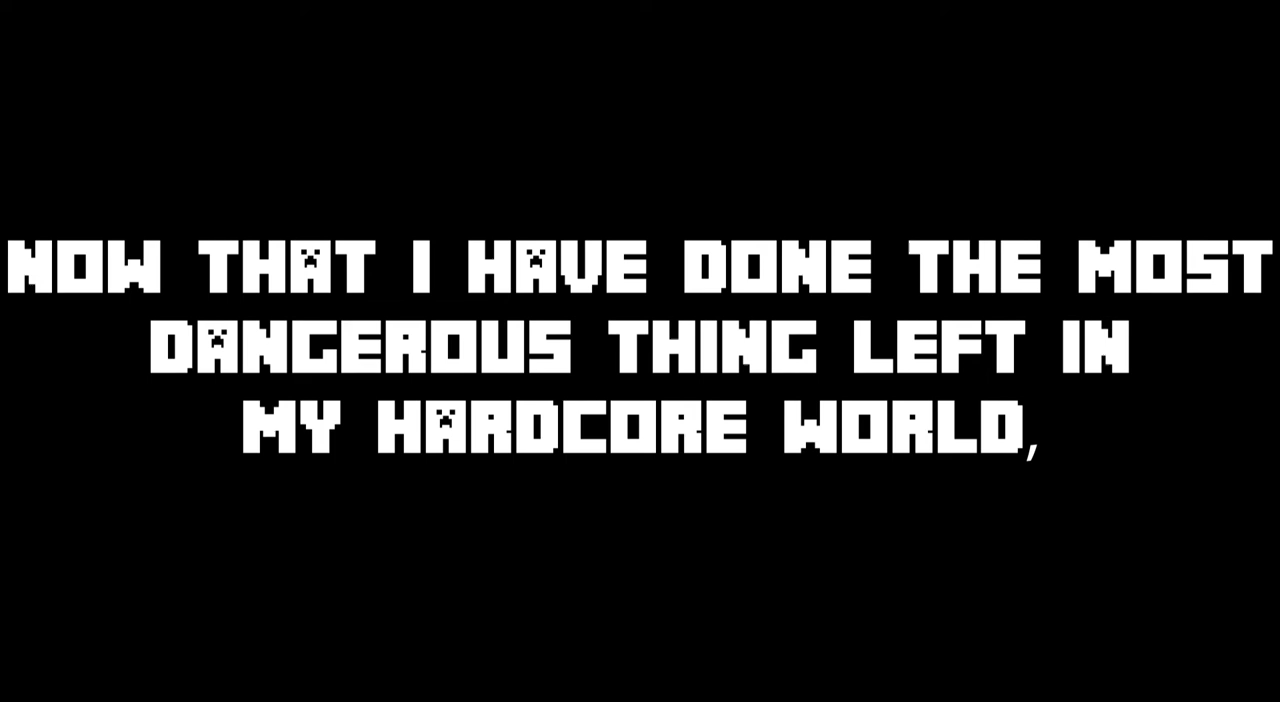 NOW THAT I HAVE DONE THE MOST
DANGEROUS THING LEFT IN
MY HARDCORE WORLD,